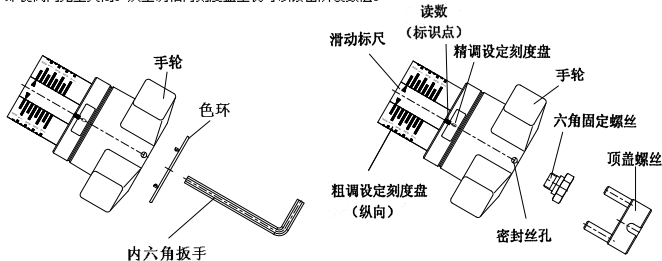 手轮
色环
内六角扳手
读数
(标识点)
滑动标尺
精调设定刻度盘
手轮
六角固定螺丝
顶盖螺丝
粗调设定刻度盘
(纵向)
密封丝孔